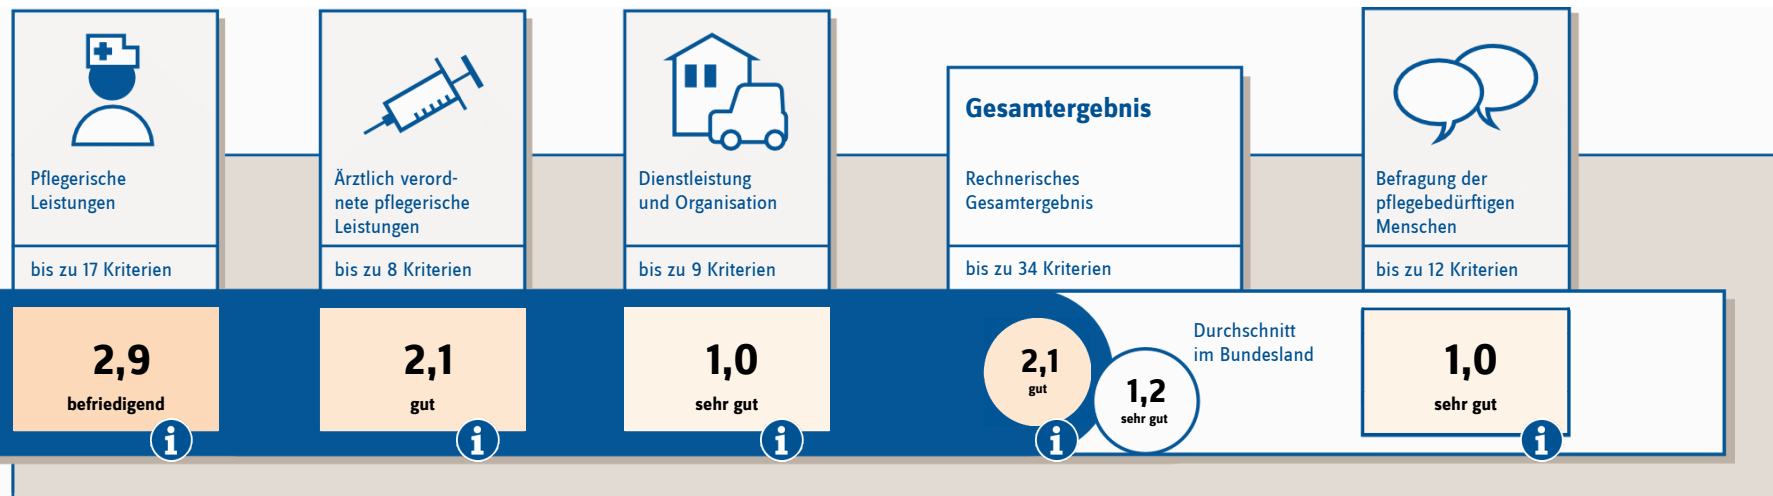 Pflegerische
Leistungen
bis zu 17 Kriterien
2,9
befriedigend
i
Ärztlich verord-
nete pflegerische
Leistungen
bis zu 8 Kriterien
2,1
gut
i
Dienstleistung
und Organisation
bis zu 9 Kriterien
1,0
sehr gut
i
Gesamtergebnis
Rechnerisches
Gesamtergebnis
bis zu 34 Kriterien
2,1
gut
i
Durchschnitt
im Bundesland
1,2
sehr gut
Befragung der
pflegebedürftigen
Menschen
bis zu 12 Kriterien
1,0
sehr gut
i